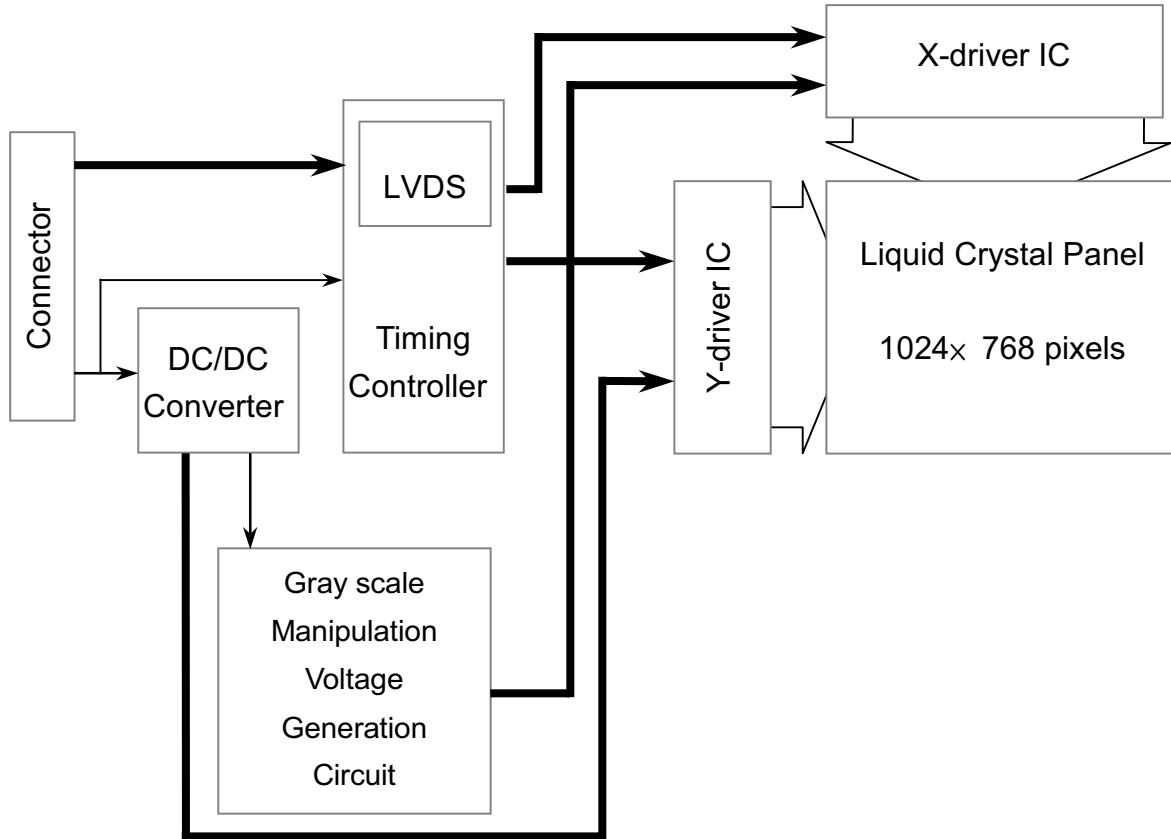 X-driver IC
LVDS
Connector
Y-driver IC
Liquid Crystal Panel
1024× 768 pixels
Timing
Controller
DC/DC
Converter
Gray scale
Manipulation
Voltage
Generation
Circuit